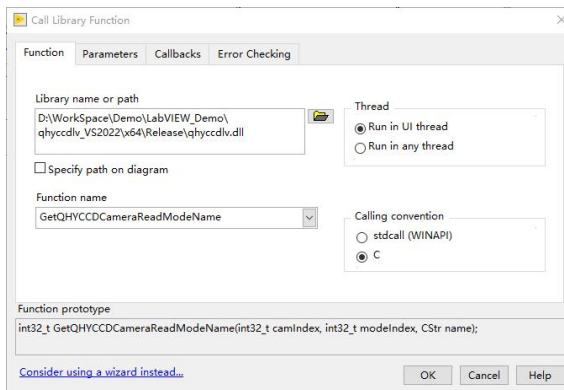 Call Library Function
Function Parameters Callbacks Error Checking
Library name or path
D:\WorkSpace\Demo\LabVIEW_Demo\
qhyccdlv_VS2022\x64\Release\qhyccdlv.dll
Specify path on diagram
Thread
Run in UI thread
Run in any thread
Function name
GetQHYCCDCameraReadModeName
Calling convention
stdcall (WINAPI)
C
Function prototype
int32_t GetQHYCCDCameraReadModeName(int32_t camIndex, int32_t modeIndex, CStr name);
Consider using a wizard instead...
OK Cancel Help